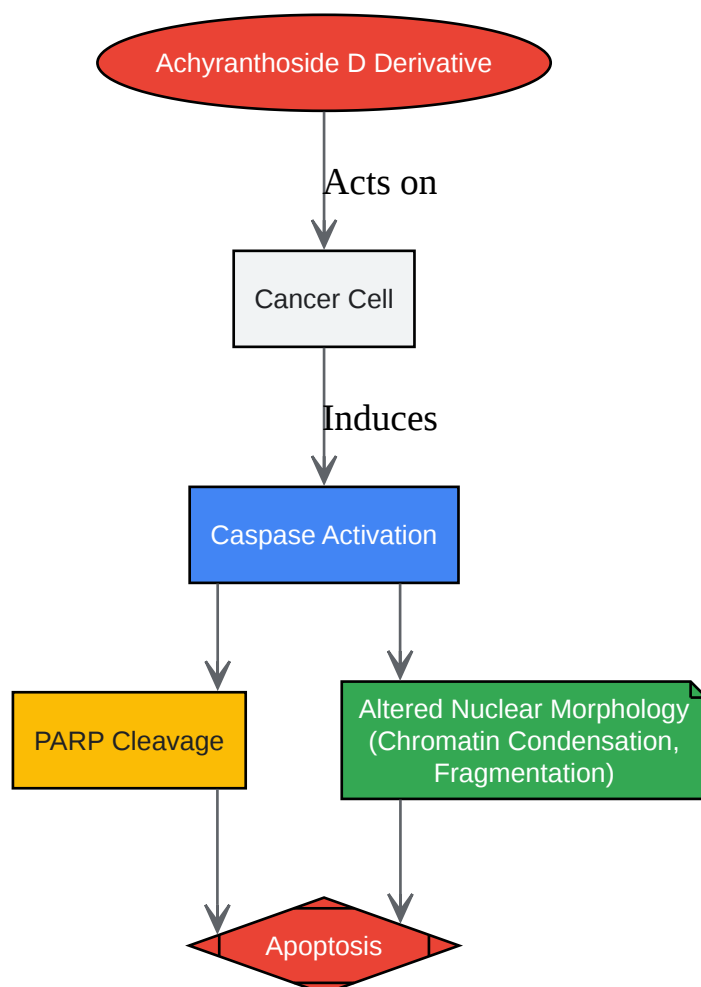 Achyranthoside D Derivative
Acts on
Cancer Cell
Induces
Caspase Activation
PARP Cleavage
Altered Nuclear Morphology
(Chromatin Condensation,
Fragmentation)
Apoptosis